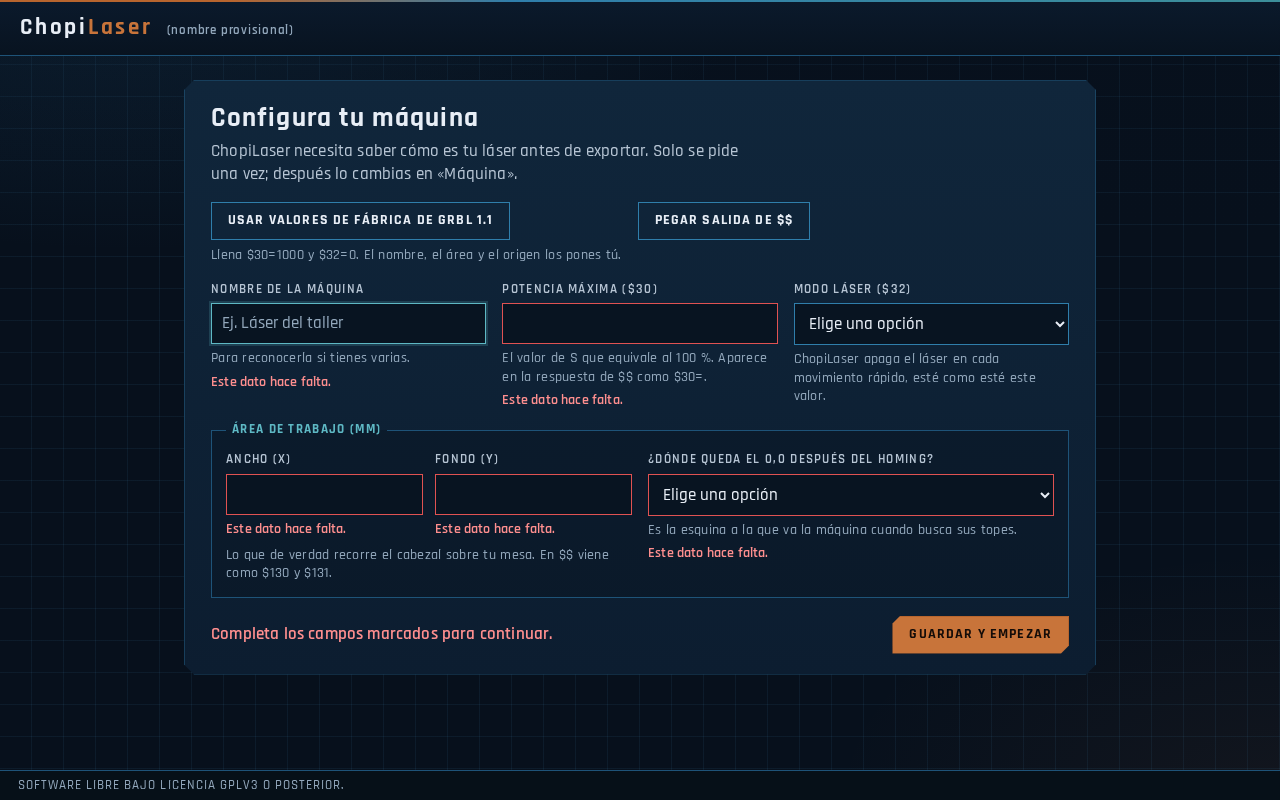 ChopiLaser (nombre provisional)
Configura tu máquina
ChopiLaser necesita saber cómo es tu láser antes de exportar. Solo se pide
una vez; después lo cambias en «Máquina».
USAR VALORES DE FÁBRICA DE GRBL 1.1
PEGAR SALIDA DE $$
Llena $30=1000 y $32=0. El nombre, el área y el origen los pones tú.
NOMBRE DE LA MÁQUINA
Ej. Láser del taller
Para reconocerla si tienes varias.
Este dato hace falta.
POTENCIA MÁXIMA ($30)
El valor de S que equivale al 100 %. Aparece
en la respuesta de $$ como $30=.
Este dato hace falta.
MODO LÁSER ($32)
Elige una opción
ChopiLaser apaga el láser en cada
movimiento rápido, esté como esté este
valor.
ÁREA DE TRABAJO (MM)
ANCHO (X)
Este dato hace falta.
FONDO (Y)
Este dato hace falta.
Lo que de verdad recorre el cabezal sobre tu mesa. En $$ viene
como $130 y $131.
¿DÓNDE QUEDA EL 0,0 DESPUÉS DEL HOMING?
Elige una opción
Es la esquina a la que va la máquina cuando busca sus topes.
Este dato hace falta.
Completa los campos marcados para continuar.
GUARDAR Y EMPEZAR
SOFTWARE LIBRE BAJO LICENCIA GPLV3 O POSTERIOR.